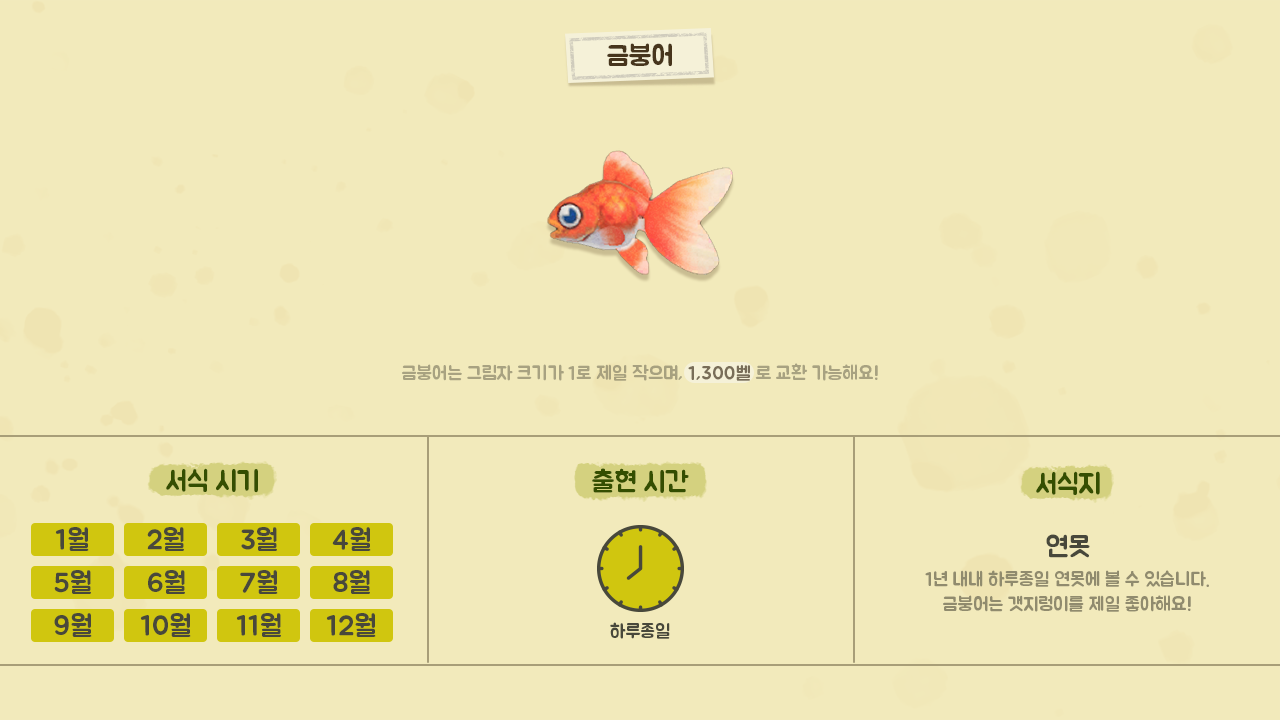 금붕어
금붕어는 그림자 크기가 1로 제일 작으며, 1,300벨 로 교환 가능해요!
서식 시기
1월 2월 3월 4월
5월 6월 7월 8월
9월 10월 11월 12월
출현 시간
하루종일
서식지
연못
1년 내내 하루종일 연못에 볼 수 있습니다.
금붕어는 갯지렁이를 제일 좋아해요!